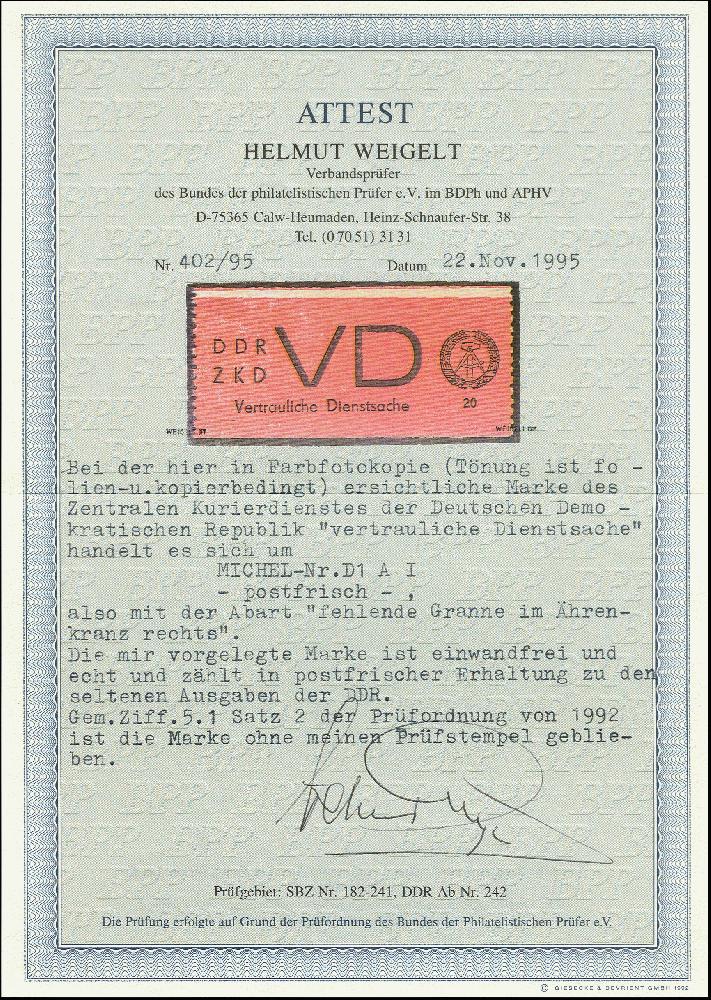 ATTEST
HELMUT WEIGELT
Verbandsprüfer
des Bundes der philatelistischen Prüfer e.V. im BDPh und APHV
D-75365 Calw-Heumaden, Heinz-Schnaufer-Str. 38
Tel. (07051) 3131
Nr. 402/95 Datum 22.Nov.1995
DDR VD
ZKD
Vertrauliche Dienstsache 20
Bei der hier in Farbfotokopie (Tönung ist fo -
lien-u.kopierbedingt) ersichtliche Marke des
Zentralen Kurierdienstes der Deutschen Demo -
kratischen Republik "vertrauliche Dienstsache"
handelt es sich um
MICHEL-Nr.D1 A I
- postfrisch - ,
also mit der Abart "fehlende Granne im Ähren-
kranz rechts".
Die mir vorgelegte Marke ist einwandfrei und
echt und zählt in postfrischer Erhaltung zu den
seltenen Ausgaben der DDR.
Gem.Ziff.5.1 Satz 2 der Prüfordnung von 1992
ist die Marke ohne meinen Prüfstempel geblie-
ben.
Prüfgebiet: SBZ Nr. 182-241, DDR Ab Nr. 242
Die Prüfung erfolgte auf Grund der Prüfordnung des Bundes der Philatelistischen Prüfer e.V.
© GIESECKE & DEVRIENT GMBH 1992